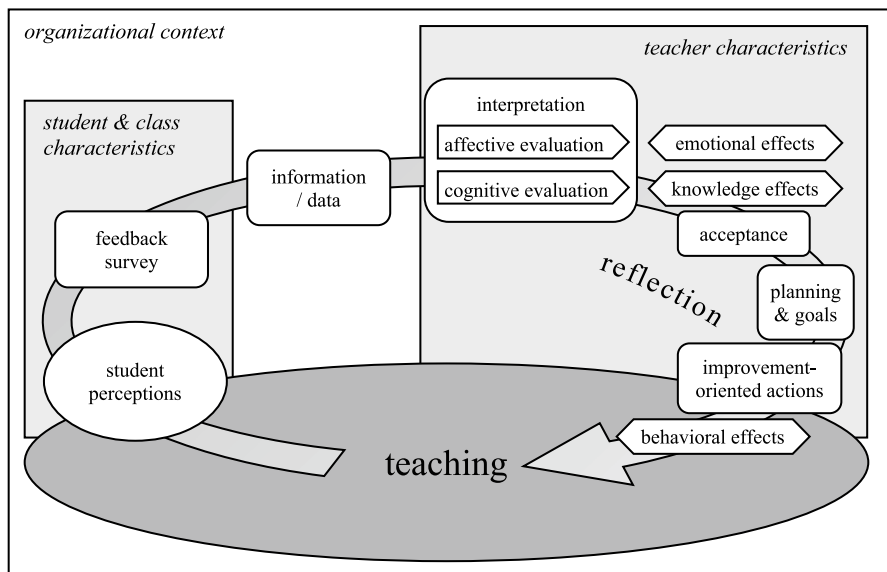 organizational context
teacher characteristics
student & class
characteristics
interpretation
affective evaluation
emotional effects
cognitive evaluation
knowledge effects
information
/ data
acceptance
feedback
survey
reflection
planning
& goals
student
perceptions
improvement-
oriented actions
behavioral effects
teaching